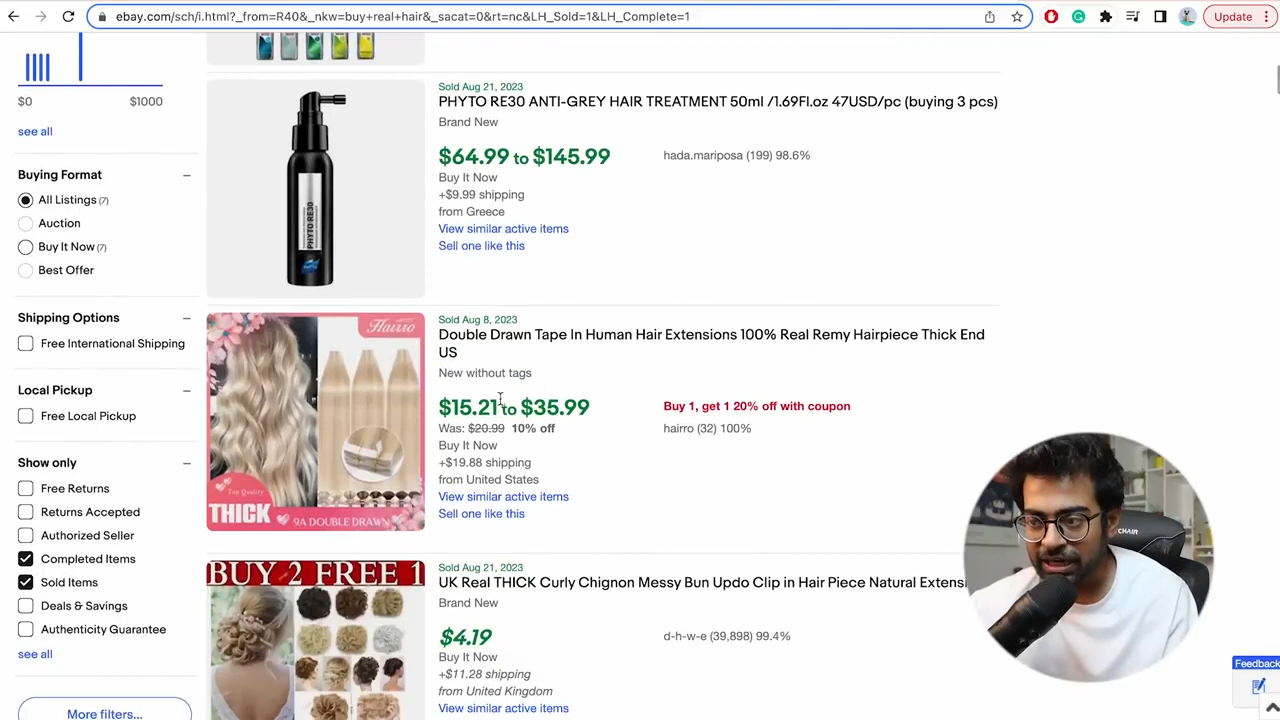 ebay.com/sch/i.html?_from=R40&_nkw=buy+real+hair&_sacat=0&rt=nc&LH_Sold=1&LH_Complete=1
Update
$0
$1000
see all
Buying Format
All Listings (7)
Auction
Buy It Now (7)
Best Offer
Shipping Options
Free International Shipping
Local Pickup
Free Local Pickup
Show only
Free Returns
Returns Accepted
Authorized Seller
Completed Items
Sold Items
Deals & Savings
Authenticity Guarantee
see all
More filters...
PHYTO RE30
Sold Aug 21, 2023
PHYTO RE30 ANTI-GREY HAIR TREATMENT 50ml /1.69Fl.oz 47USD/pc (buying 3 pcs)
Brand New
$64.99 to $145.99
hada.mariposa (199) 98.6%
Buy It Now
+$9.99 shipping
from Greece
View similar active items
Sell one like this
Hairro
Top Quality
THICK
9A DOUBLE DRAWN
Sold Aug 8, 2023
Double Drawn Tape In Human Hair Extensions 100% Real Remy Hairpiece Thick End
US
New without tags
$15.21 to $35.99
Buy 1, get 1 20% off with coupon
Was: $20.99 10% off
hairro (32) 100%
Buy It Now
+$19.88 shipping
from United States
View similar active items
Sell one like this
BUY 2 FREE 1
Sold Aug 21, 2023
UK Real THICK Curly Chignon Messy Bun Updo Clip in Hair Piece Natural Extensi
Brand New
$4.19
d-h-w-e (39,898) 99.4%
Buy It Now
+$11.28 shipping
from United Kingdom
View similar active items
CHAIR
Feedback